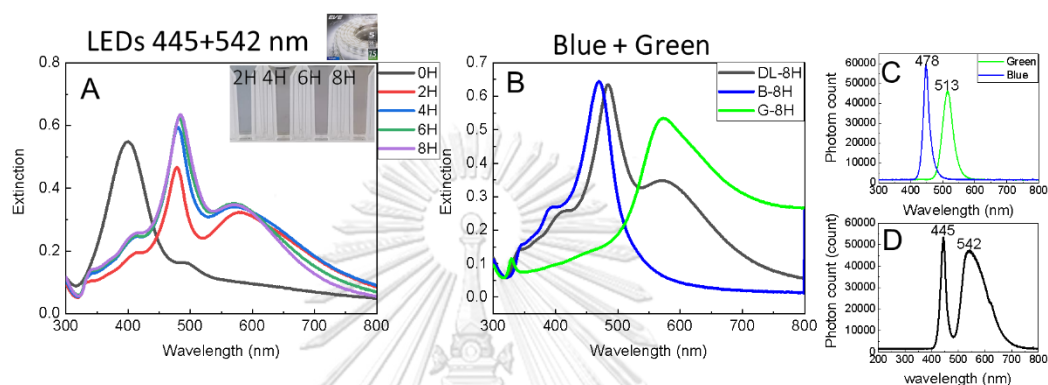 LEDs 445+542 nm
EVE
5
25
A
2H 4H 6H 8H
0H
2H
4H
6H
8H
0.8
0.6
0.4
0.2
0.0
Extinction
300 400 500 600 700 800
Wavelength (nm)
Blue + Green
B
DL-8H
B-8H
G-8H
0.7
0.6
0.5
0.4
0.3
0.2
0.1
0.0
Extinction
300 400 500 600 700 800
Wavelength (nm)
C
478
513
Green
Blue
60000
50000
40000
30000
20000
10000
0
Photom count
300 400 500 600 700 800
Wavelength (nm)
D
445
542
60000
50000
40000
30000
20000
10000
0
Photon count (count)
200 300 400 500 600 700 800
wavelength (nm)